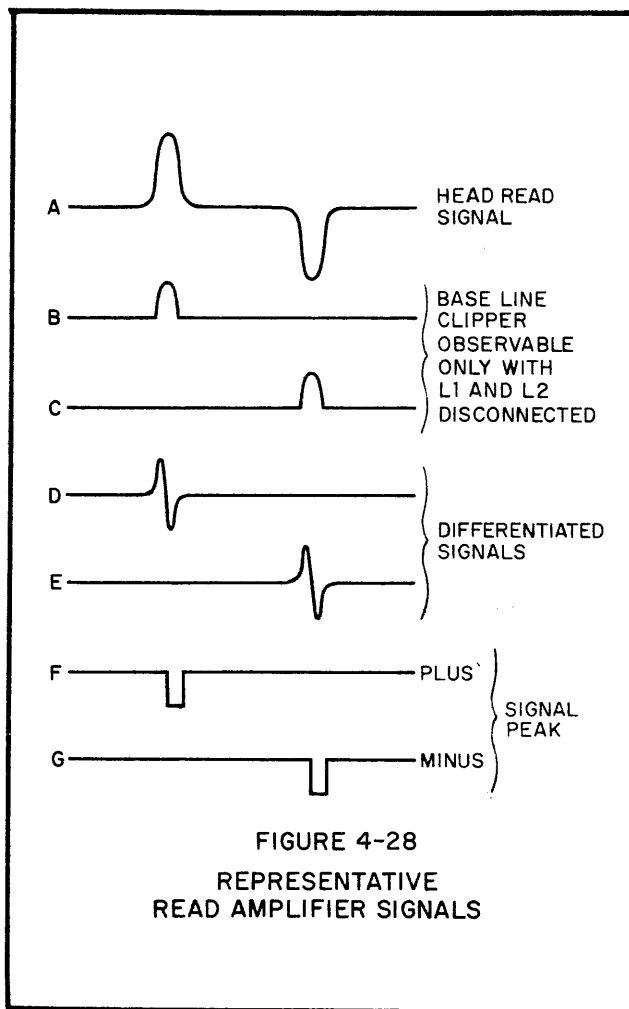 A
HEAD READ
SIGNAL
B
BASE LINE
CLIPPER
OBSERVABLE
ONLY WITH
L1 AND L2
DISCONNECTED
C
D
DIFFERENTIATED
SIGNALS
E
F
PLUS
SIGNAL
PEAK
G
MINUS
FIGURE 4-28
REPRESENTATIVE
READ AMPLIFIER SIGNALS